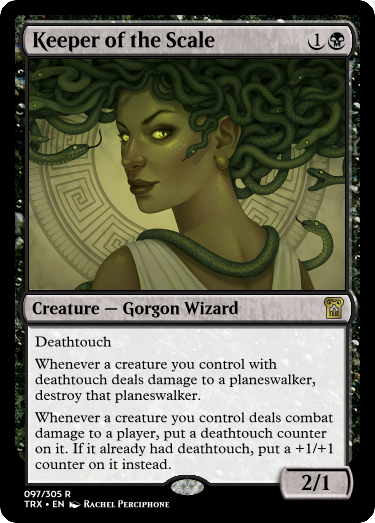 Keeper of the Scale 1
Creature — Gorgon Wizard
Deathtouch
Whenever a creature you control with
deathtouch deals damage to a planeswalker,
destroy that planeswalker.
Whenever a creature you control deals combat
damage to a player, put a deathtouch counter
on it. If it already had deathtouch, put a +1/+1
counter on it instead.
2/1
097/305 R
TRX • EN Rachel Perciphone